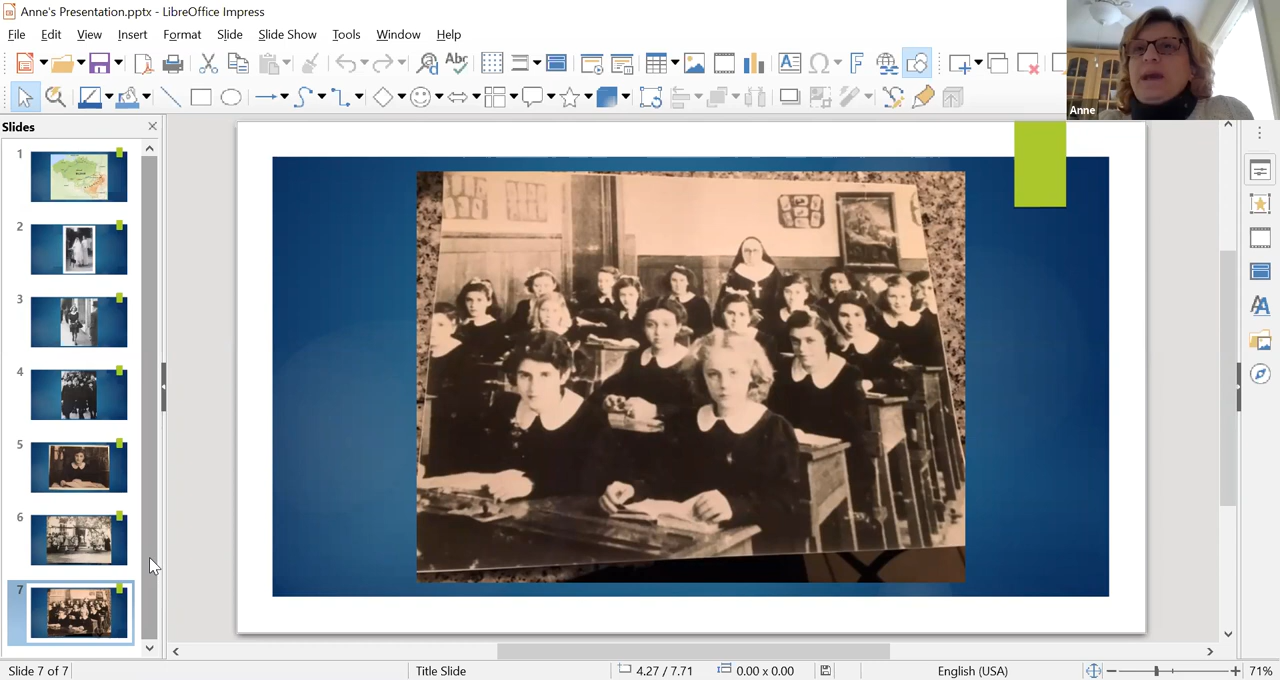 Anne's Presentation.pptx - LibreOffice Impress
File Edit View Insert Format Slide Slide Show Tools Window Help
Abc
Anne
Slides
1
2
3
4
5
6
7
Slide 7 of 7
Title Slide
4.27 / 7.71
0.00 x 0.00
English (USA)
71%